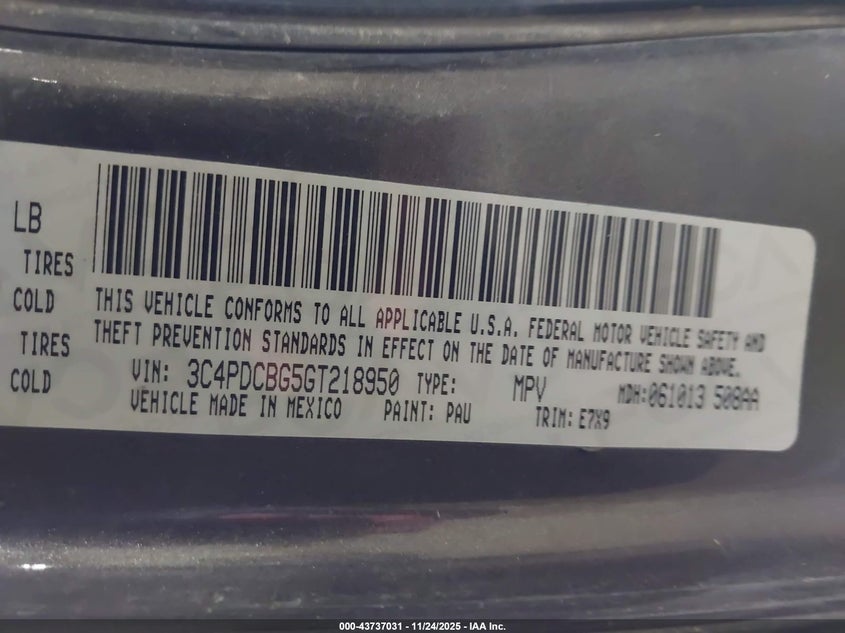 LB
TIRES
COLD
TIRES
COLD
THIS VEHICLE CONFORMS TO ALL APPLICABLE U.S.A. FEDERAL MOTOR VEHICLE SAFETY AND
THEFT PREVENTION STANDARDS IN EFFECT ON THE DATE OF MANUFACTURE SHOWN ABOVE.
VIN: 3C4PDCBG5GT218950 TYPE: MPV MDH:061013 508AA
VEHICLE MADE IN MEXICO PAINT: PAU TRIM: E7X9
000-43737031 - 11/24/2025 - IAA Inc.